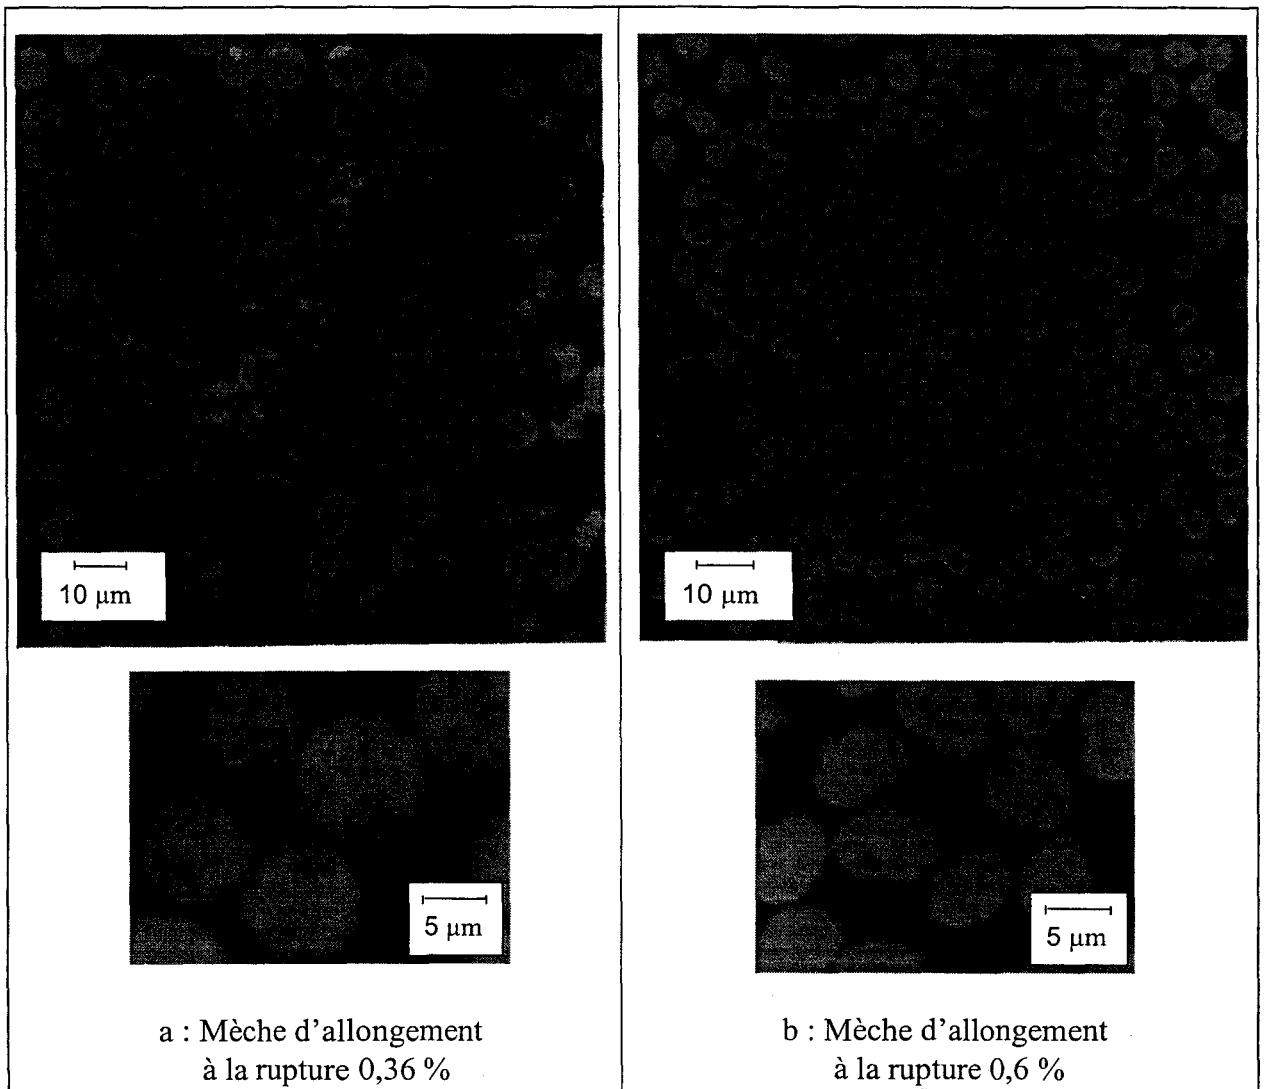 10 μm
10 μm
5 μm
5 μm
a : Mèche d'allongement
à la rupture 0,36 %
b : Mèche d'allongement
à la rupture 0,6 %